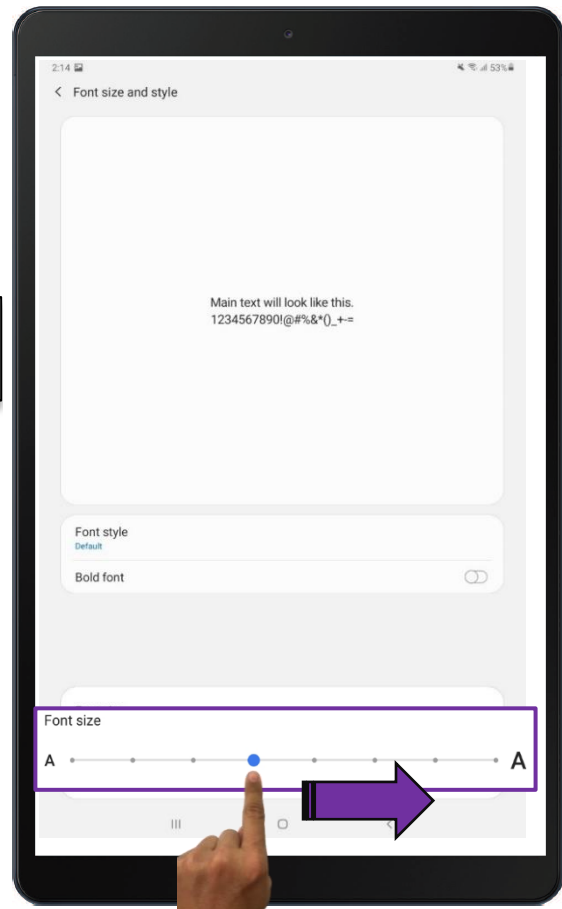 2:14 53%
Font size and style
Main text will look like this.
1234567890!@#%&*()_+-=
Font style
Default
Bold font
Font size
A A